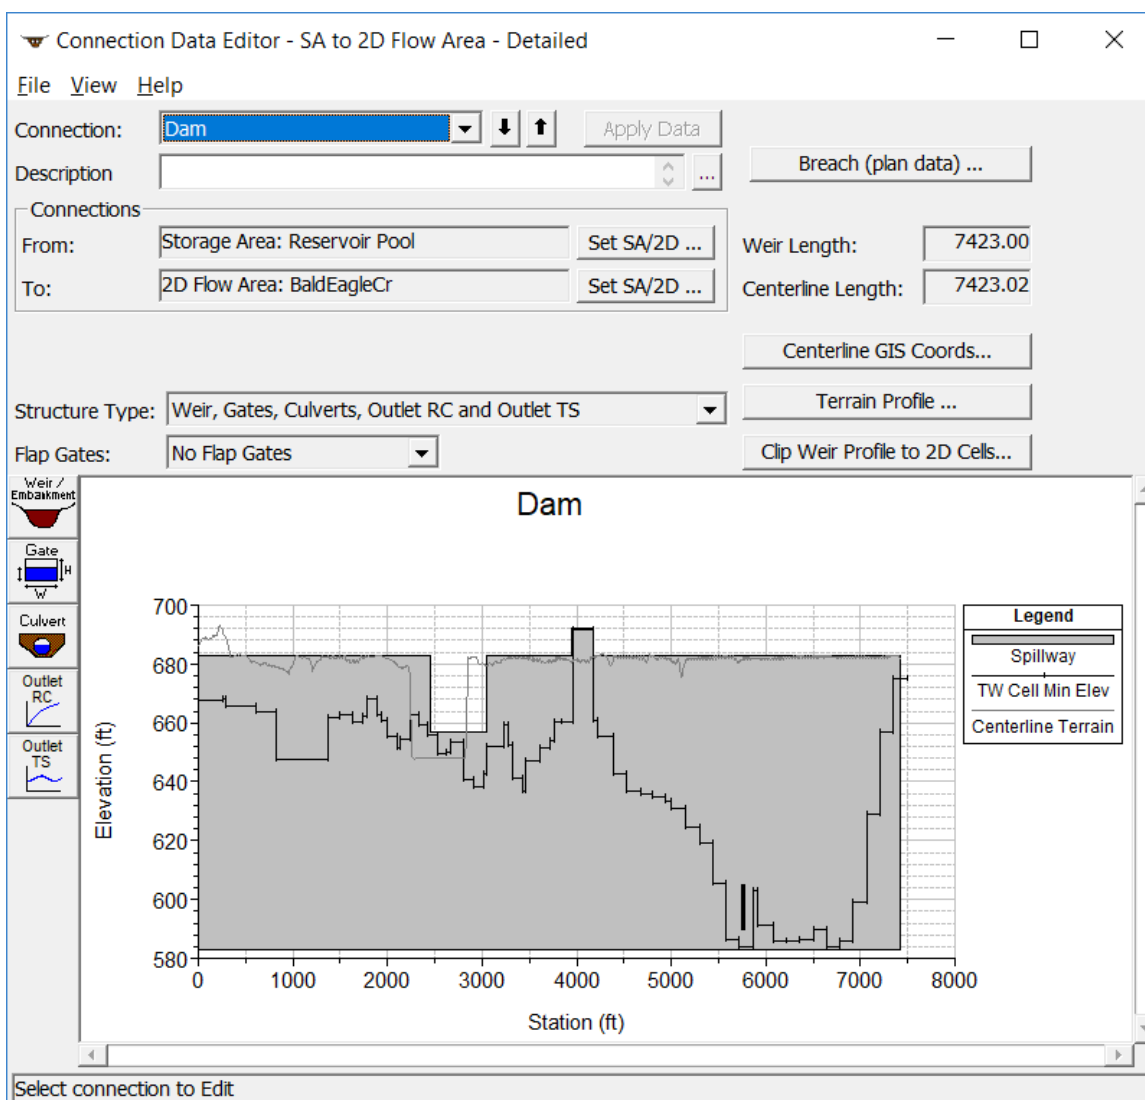 Connection Data Editor - SA to 2D Flow Area - Detailed
File View Help
Connection: Dam Apply Data
Description ... Breach (plan data) ...
Connections
From: Storage Area: Reservoir Pool Set SA/2D ... Weir Length: 7423.00
To: 2D Flow Area: BaldEagleCr Set SA/2D ... Centerline Length: 7423.02
Centerline GIS Coords...
Structure Type: Weir, Gates, Culverts, Outlet RC and Outlet TS Terrain Profile ...
Flap Gates: No Flap Gates Clip Weir Profile to 2D Cells...
Weir /
Embankment
Gate
H
W
Culvert
Outlet
RC
Outlet
TS
Dam
700
680
660
640
620
600
580
Elevation (ft)
0 1000 2000 3000 4000 5000 6000 7000 8000
Station (ft)
Legend
Spillway
TW Cell Min Elev
Centerline Terrain
Select connection to Edit